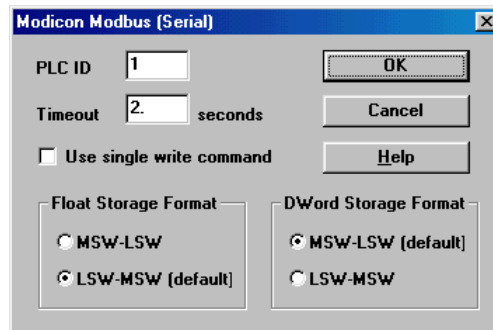 Modicon Modbus (Serial)
PLC ID 1 OK
Timeout 2. seconds Cancel
Use single write command Help
Float Storage Format DWord Storage Format
MSW-LSW MSW-LSW (default)
LSW-MSW (default) LSW-MSW